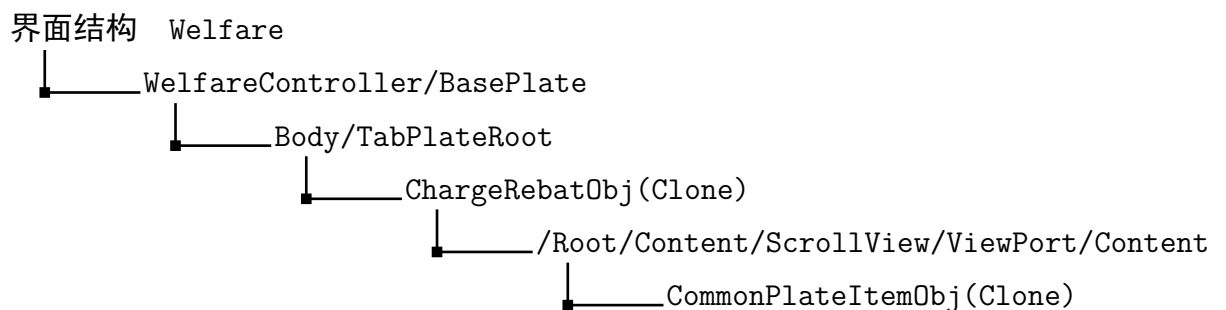 界面结构 Welfare
WelfareController/BasePlate
Body/TabPlateRoot
ChargeRebatObj(Clone)
/Root/Content/ScrollView/ViewPort/Content
CommonPlateItemObj(Clone)